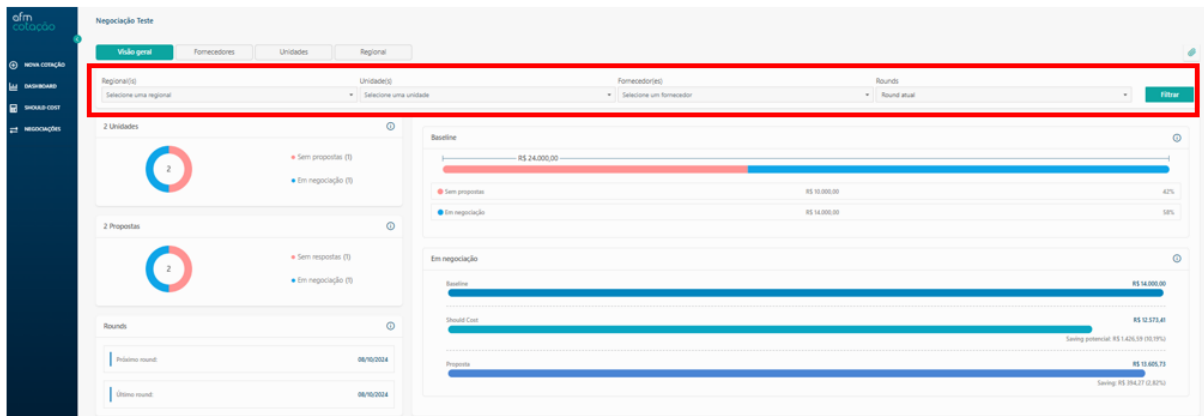 afm
cotação
NOVA COTAÇÃO
DASHBOARD
SHOULD COST
NEGOCIAÇÕES
Negociação Teste
Visão geral Fornecedores Unidades Regional
Regional(is) Unidade(s) Fornecedor(es) Rounds
Selecione uma regional Selecione uma unidade Selecione um fornecedor Round atual Filtrar
2 Unidades
2
Sem propostas (1)
Em negociação (1)
2 Propostas
2
Sem respostas (1)
Em negociação (1)
Rounds
Próximo round: 08/10/2024
Último round: 08/10/2024
Baseline
R$ 24.000,00
Sem propostas R$ 10.000,00 42%
Em negociação R$ 14.000,00 58%
Em negociação
Baseline R$ 14.000,00
Should Cost R$ 12.573,41
Saving potencial: R$ 1.426,59 (10,19%)
Proposta R$ 13.605,73
Saving: R$ 394,27 (2,82%)